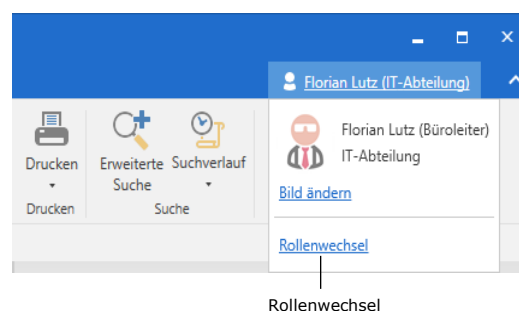 Florian Lutz (IT-Abteilung)
Drucken
Erweiterte Suche
Suchverlauf
Drucken
Suche
Florian Lutz (Büroleiter)
IT-Abteilung
Bild ändern
Rollenwechsel
Rollenwechsel